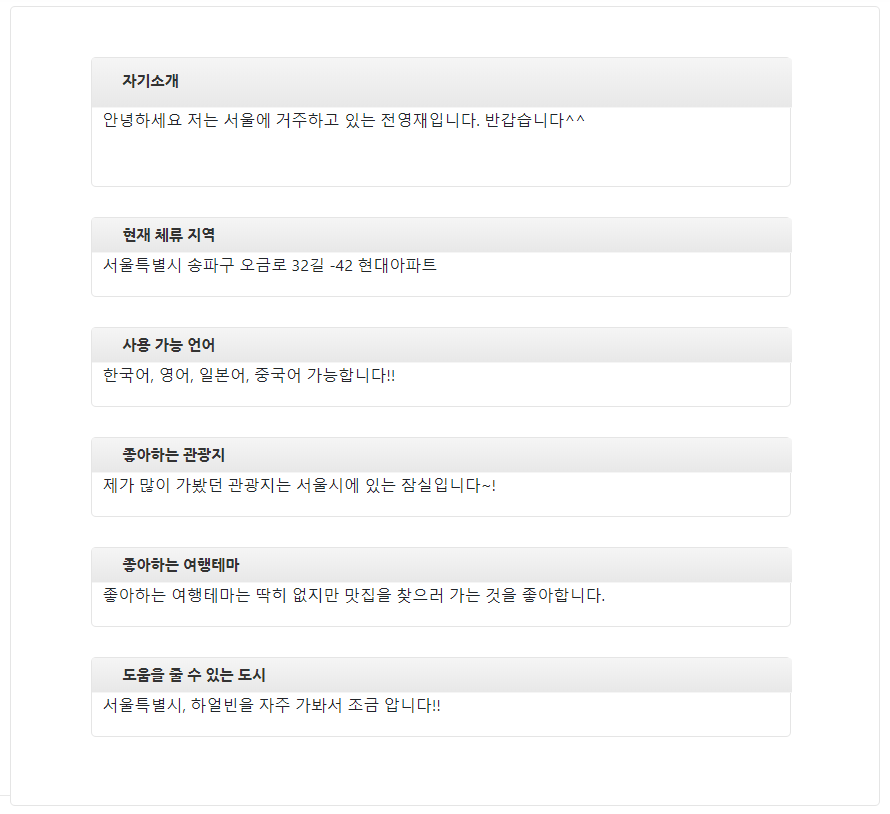 자기소개
안녕하세요 저는 서울에 거주하고 있는 전영재입니다. 반갑습니다^^
현재 체류 지역
서울특별시 송파구 오금로 32길 -42 현대아파트
사용 가능 언어
한국어, 영어, 일본어, 중국어 가능합니다!!
좋아하는 관광지
제가 많이 가봤던 관광지는 서울시에 있는 잠실입니다~!
좋아하는 여행테마
좋아하는 여행테마는 딱히 없지만 맛집을 찾으러 가는 것을 좋아합니다.
도움을 줄 수 있는 도시
서울특별시, 하얼빈을 자주 가봐서 조금 압니다!!